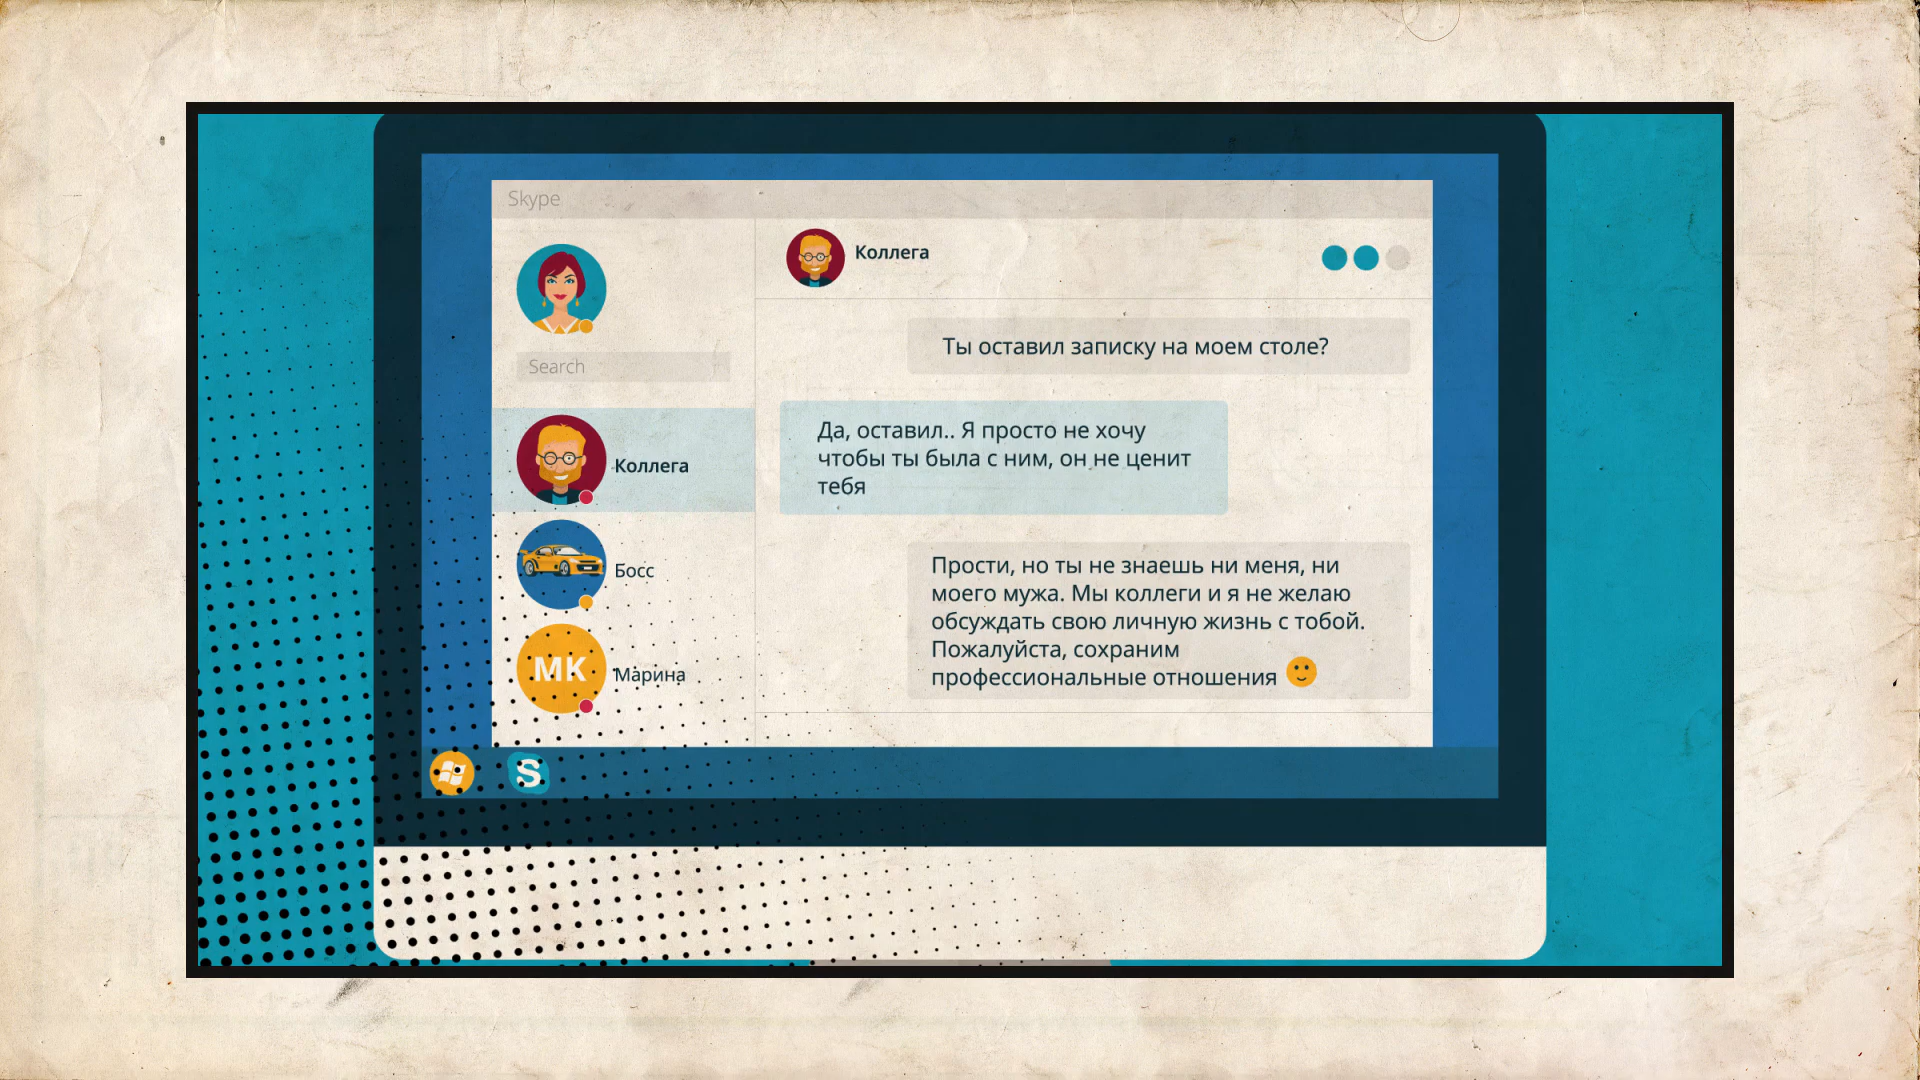 Skype
Коллега
Search
Ты оставил записку на моем столе?
Да, оставил.. Я просто не хочу
чтобы ты была с ним, он не ценит
тебя
Коллега
Босс
Прости, но ты не знаешь ни меня, ни
моего мужа. Мы коллеги и я не желаю
обсуждать свою личную жизнь с тобой.
Пожалуйста, сохраним
профессиональные отношения
МК
Марина
S